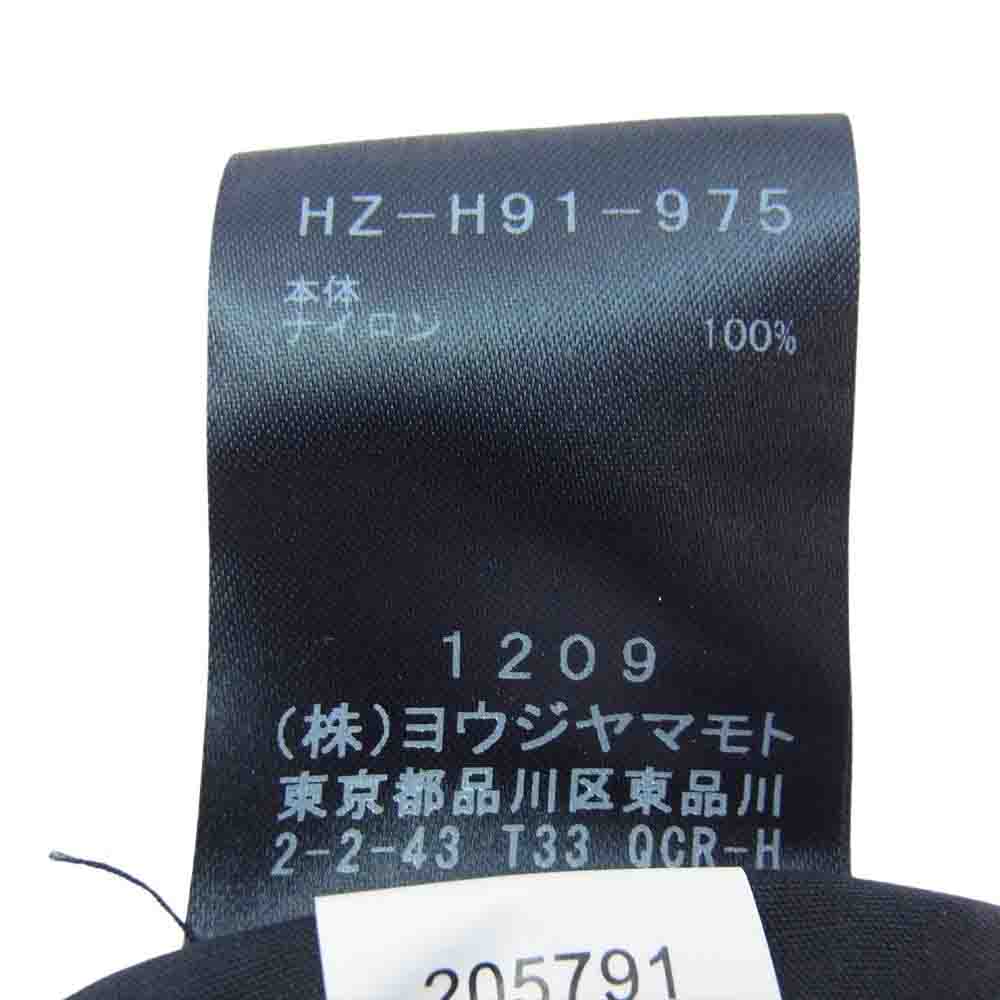 HZ-H91-975
本体
ナイロン 100%
1209
(株)ヨウジヤマモト
東京都品川区東品川
2-2-43 T33 QCR-H
205791